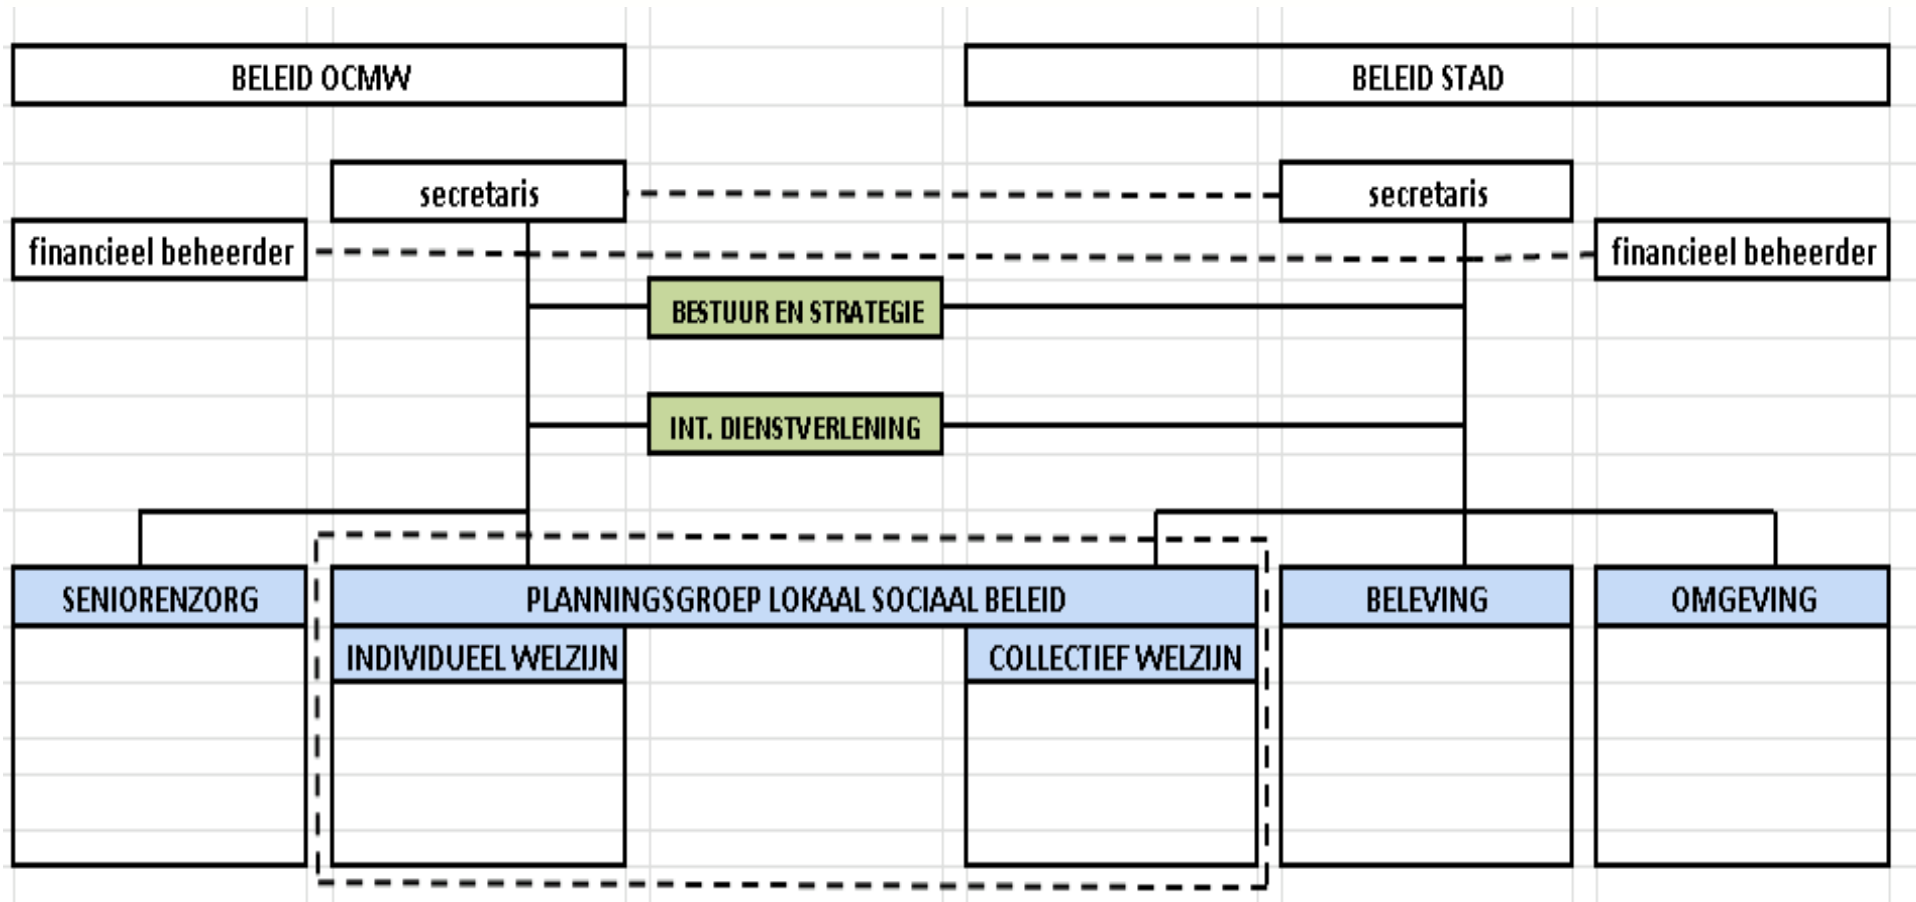 BELEID OCMW
BELEID STAD
secretaris
secretaris
financieel beheerder
financieel beheerder
BESTUUR EN STRATEGIE
INT. DIENSTVERLENING
SENIORENZORG
PLANNINGSGROEP LOKAAL SOCIAAL BELEID
BELEVING
OMGEVING
INDIVIDUEEL WELZIJN
COLLECTIEF WELZIJN